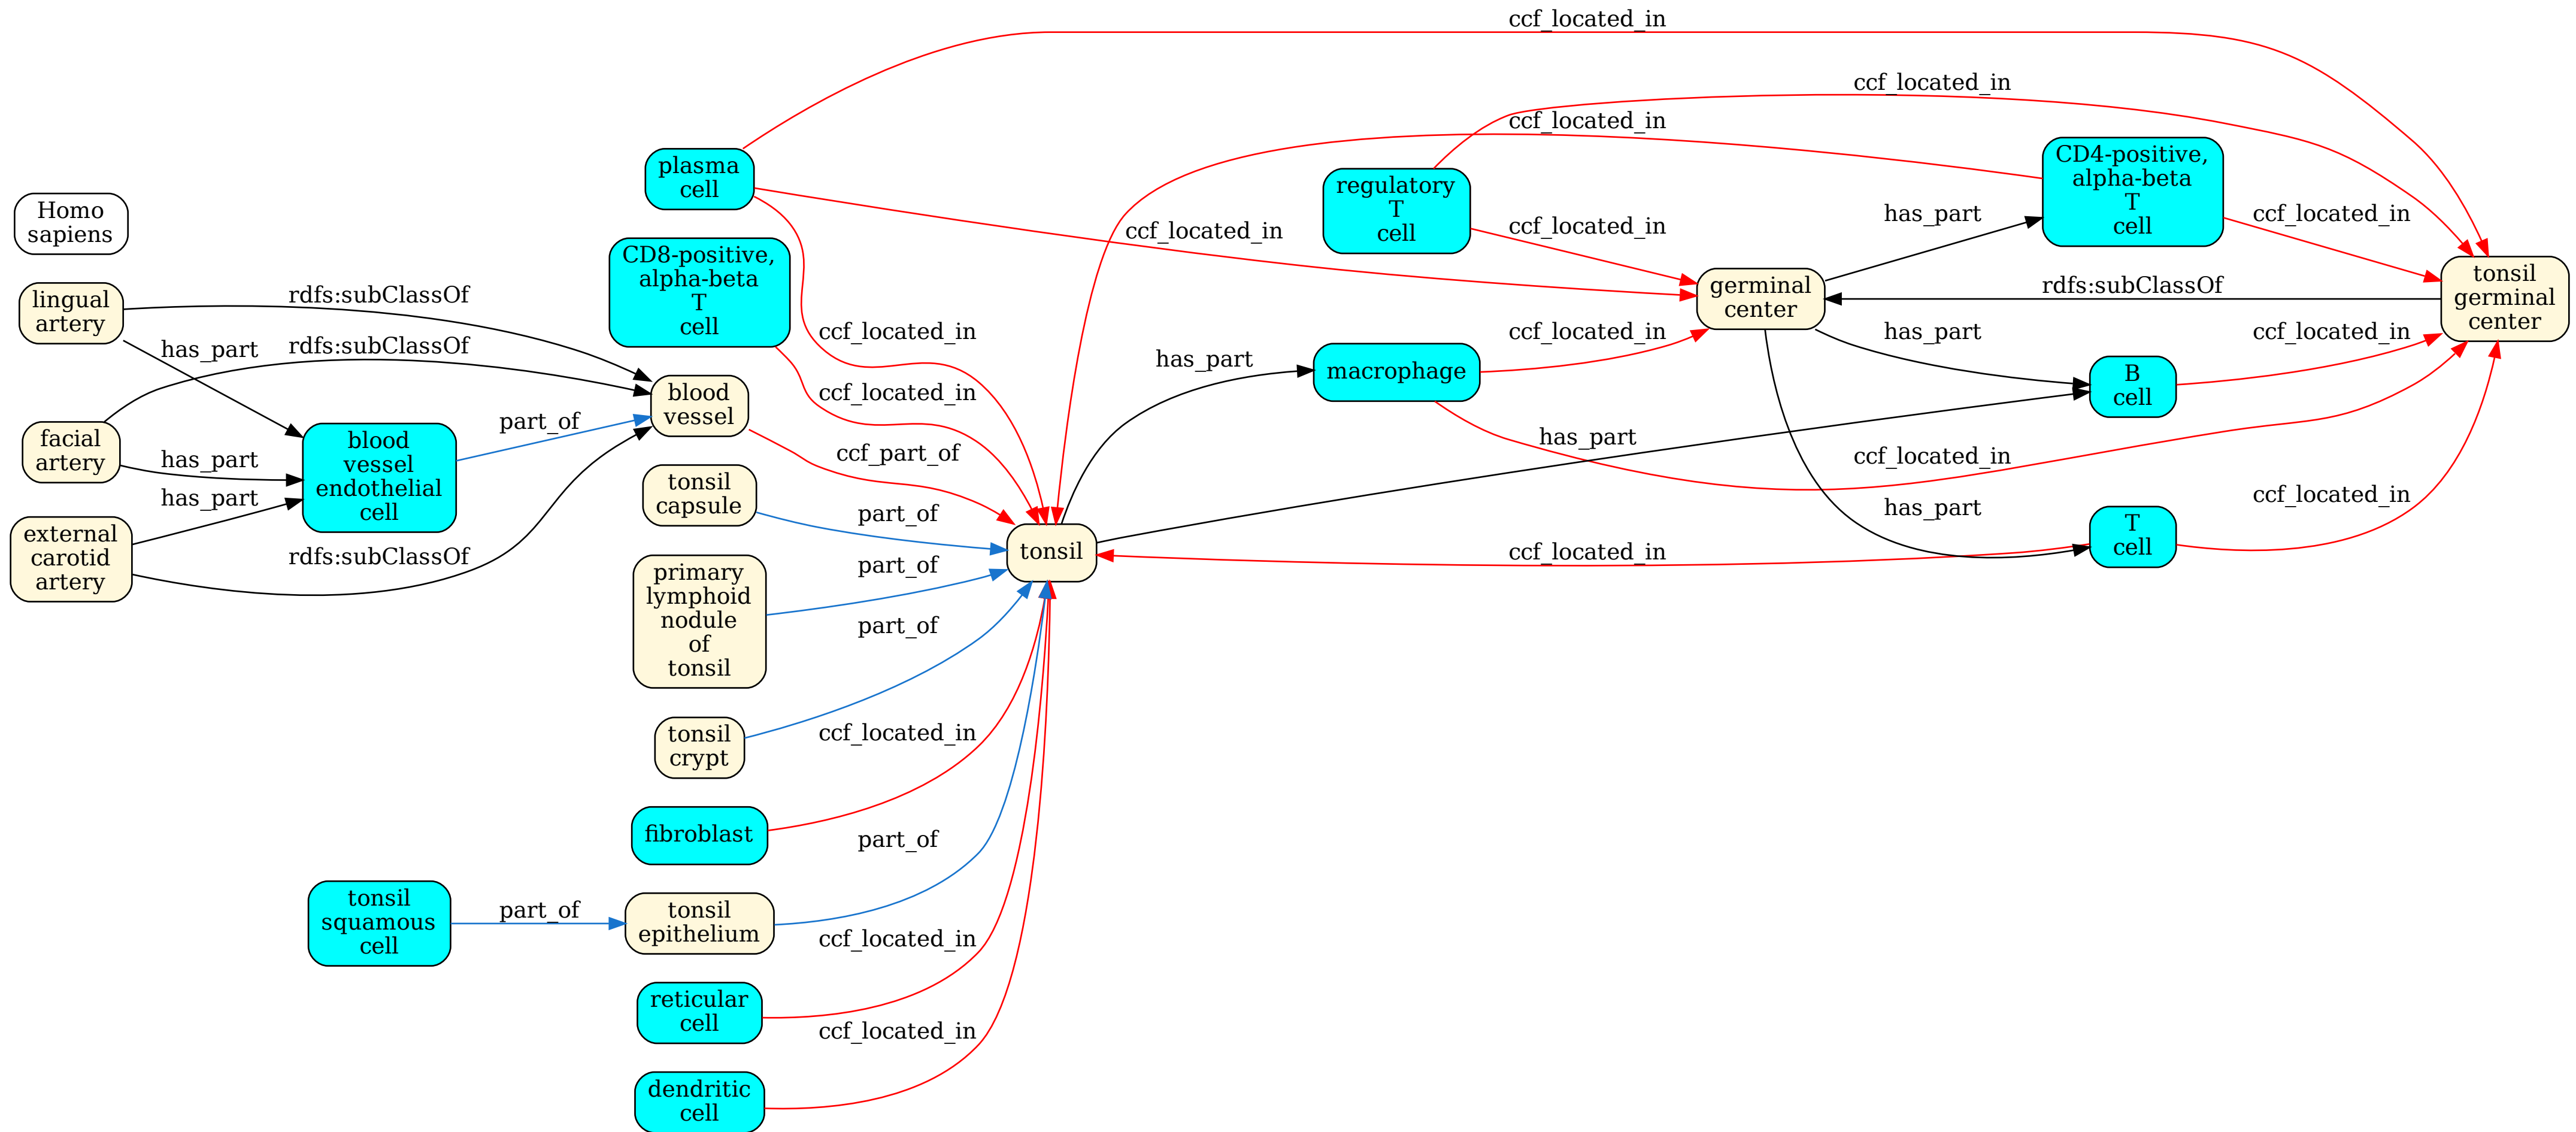 Homo
sapiens
lingual
artery
facial
artery
external
carotid
artery
rdfs:subClassOf
has_part
rdfs:subClassOf
has_part
has_part
rdfs:subClassOf
blood
vessel
endothelial
cell
tonsil
squamous
cell
part_of
part_of
plasma
cell
CD8-positive,
alpha-beta
T
cell
blood
vessel
tonsil
capsule
primary
lymphoid
nodule
of
tonsil
tonsil
crypt
fibroblast
tonsil
epithelium
reticular
cell
dendritic
cell
ccf_located_in
ccf_located_in
ccf_part_of
part_of
part_of
part_of
ccf_located_in
part_of
ccf_located_in
ccf_located_in
tonsil
ccf_located_in
has_part
regulatory
T
cell
macrophage
ccf_located_in
ccf_located_in
ccf_located_in
ccf_located_in
has_part
ccf_located_in
germinal
center
ccf_located_in
has_part
rdfs:subClassOf
has_part
ccf_located_in
has_part
CD4-positive,
alpha-beta
T
cell
B
cell
T
cell
ccf_located_in
ccf_located_in
ccf_located_in
tonsil
germinal
center